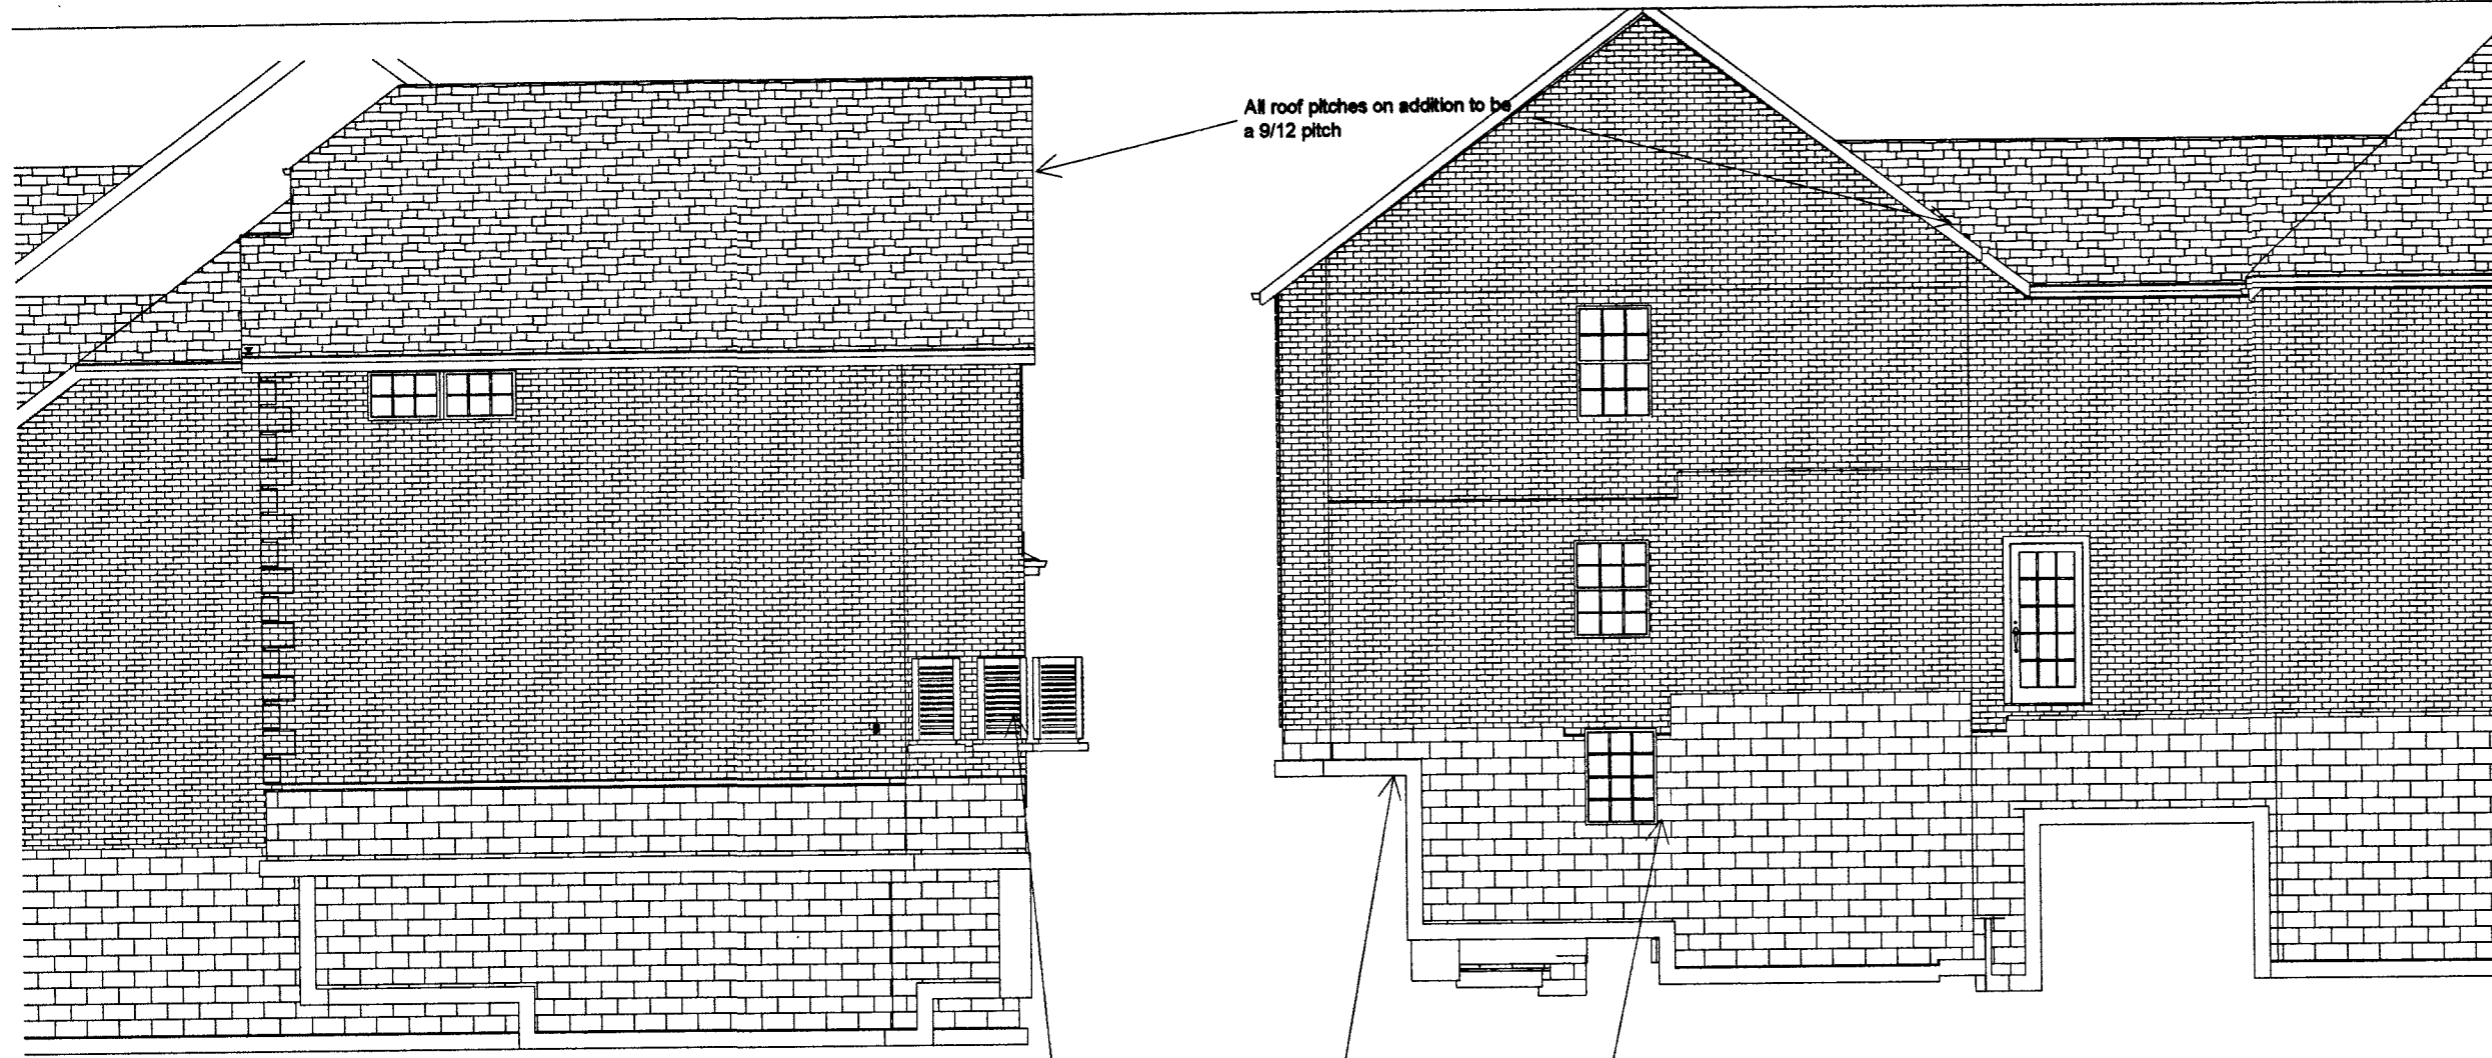 All roof pitches on addition to be
a 9/12 pitch